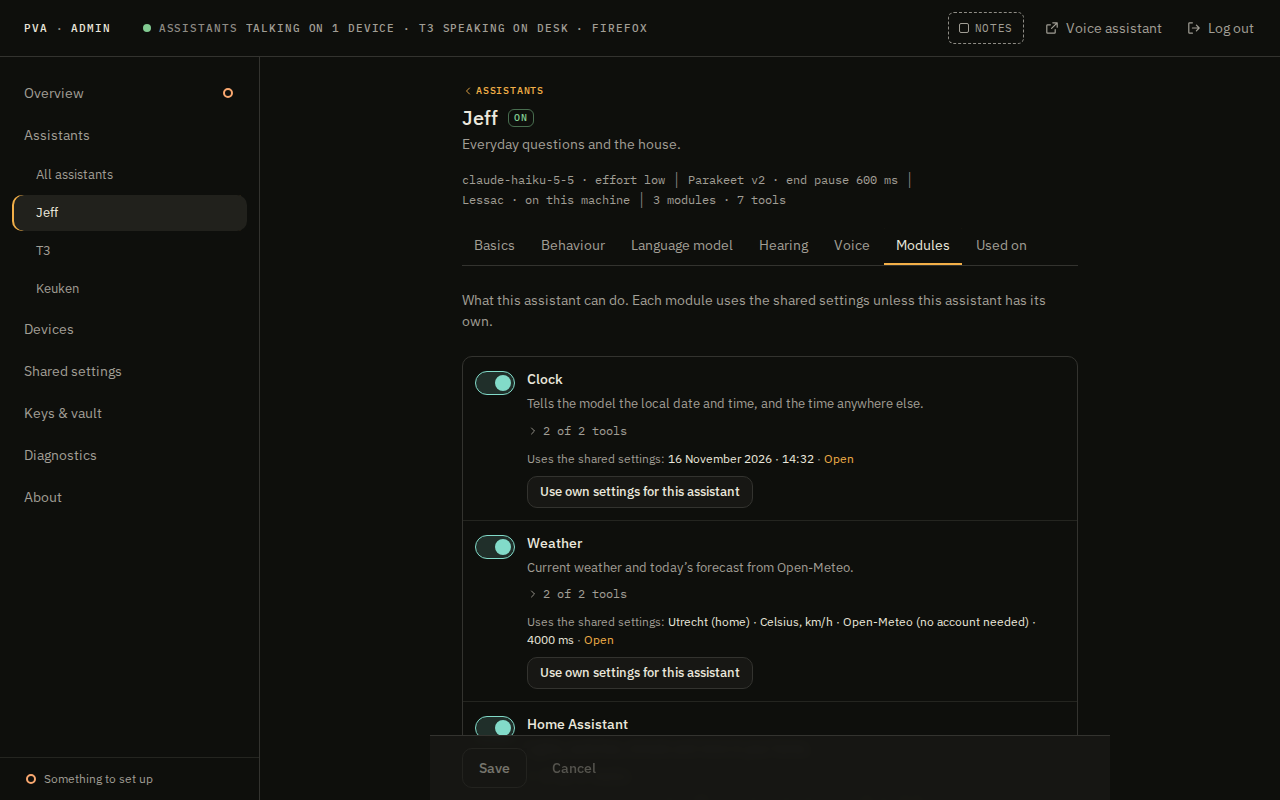 PVA · ADMIN
ASSISTANTS TALKING ON 1 DEVICE · T3 SPEAKING ON DESK · FIREFOX
NOTES
Voice assistant
Log out
Overview
Assistants
All assistants
Jeff
T3
Keuken
Devices
Shared settings
Keys & vault
Diagnostics
About
Something to set up
ASSISTANTS
Jeff ON
Everyday questions and the house.
claude-haiku-5-5 · effort low | Parakeet v2 · end pause 600 ms |
Lessac · on this machine | 3 modules · 7 tools
Basics Behaviour Language model Hearing Voice Modules Used on
What this assistant can do. Each module uses the shared settings unless this assistant has its
own.
Clock
Tells the model the local date and time, and the time anywhere else.
2 of 2 tools
Uses the shared settings: 16 November 2026 · 14:32 · Open
Use own settings for this assistant
Weather
Current weather and today’s forecast from Open-Meteo.
2 of 2 tools
Uses the shared settings: Utrecht (home) · Celsius, km/h · Open-Meteo (no account needed) ·
4000 ms · Open
Use own settings for this assistant
Home Assistant
Save Cancel